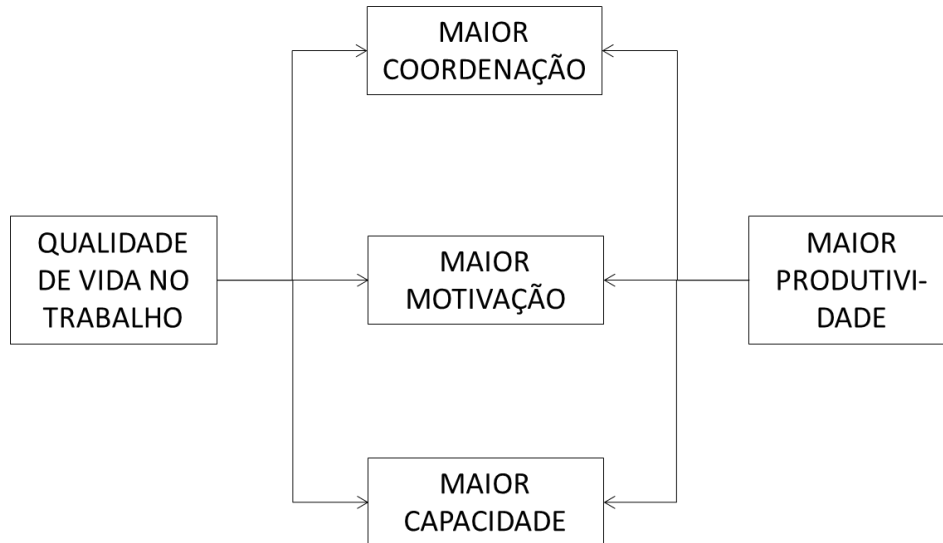 MAIOR
COORDENAÇÃO
QUALIDADE
DE VIDA NO
TRABALHO
MAIOR
MOTIVAÇÃO
MAIOR
PRODUTIVI-
DADE
MAIOR
CAPACIDADE